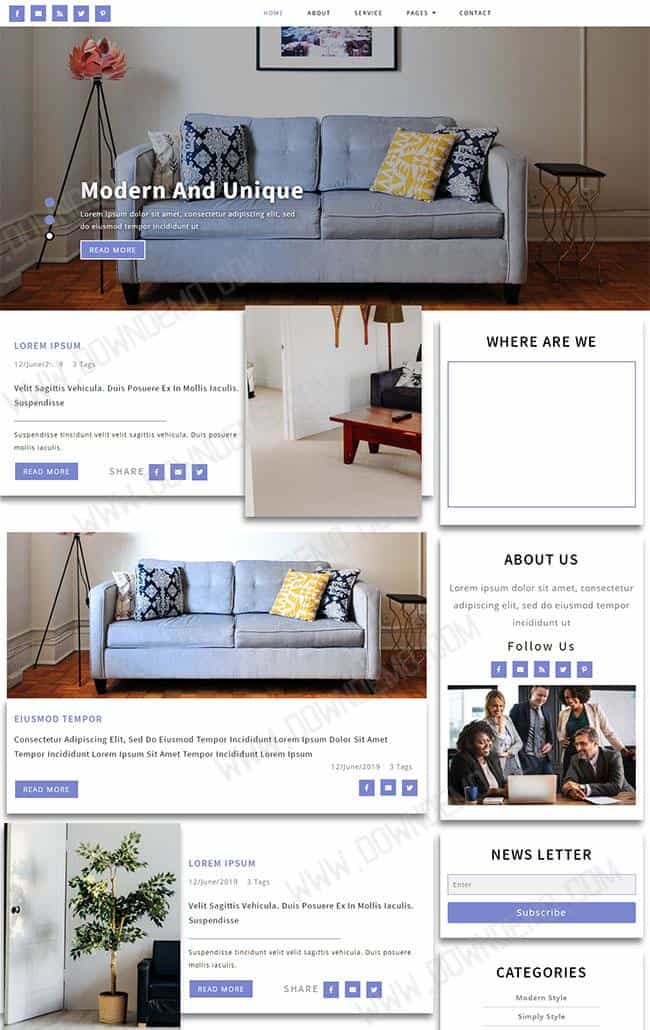 HOME ABOUT SERVICE PAGES CONTACT
Modern And Unique
Lorem ipsum dolor sit amet, consectetur adipiscing elit, sed
do eiusmod tempor incididunt ut
READ MORE
LOREM IPSUM
12/June/2019 3 Tags
Velit Sagittis Vehicula. Duis Posuere Ex In Mollis Iaculis.
Suspendisse
Suspendisse tincidunt velit velit sagittis vehicula. duis posuere
mollis iaculis.
READ MORE SHARE
WHERE ARE WE
EIUSMOD TEMPOR
Consectetur Adipiscing Elit, Sed Do Eiusmod Tempor Incididunt Lorem Ipsum Dolor Sit Amet
Tempor Incididunt Lorem Ipsum Sit Amet Tempor Incididunt Lorem Ipsum
12/June/2019 3 Tags
READ MORE
ABOUT US
Lorem ipsum dolor sit amet, consectetur
adipiscing elit, sed do eiusmod tempor
incididunt ut
Follow Us
LOREM IPSUM
12/June/2019 3 Tags
Velit Sagittis Vehicula. Duis Posuere Ex In Mollis Iaculis.
Suspendisse
Suspendisse tincidunt velit velit sagittis vehicula. duis posuere
mollis iaculis.
READ MORE SHARE
NEWS LETTER
Enter
Subscribe
CATEGORIES
Modern Style
Simply Style
WWW.DOWNDEMO.COM